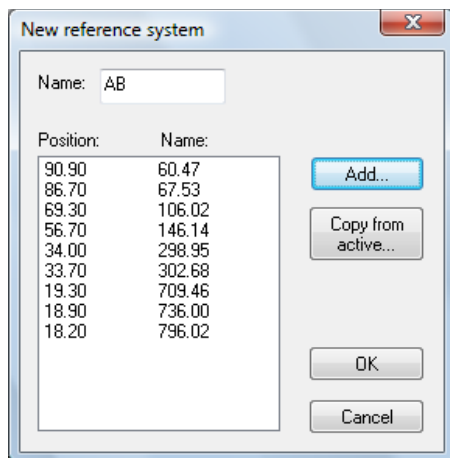 New reference system
Name: AB
Position: Name:
90.90 60.47
86.70 67.53
69.30 106.02
56.70 146.14
34.00 298.95
33.70 302.68
19.30 709.46
18.90 736.00
18.20 796.02
Add...
Copy from
active...
OK
Cancel